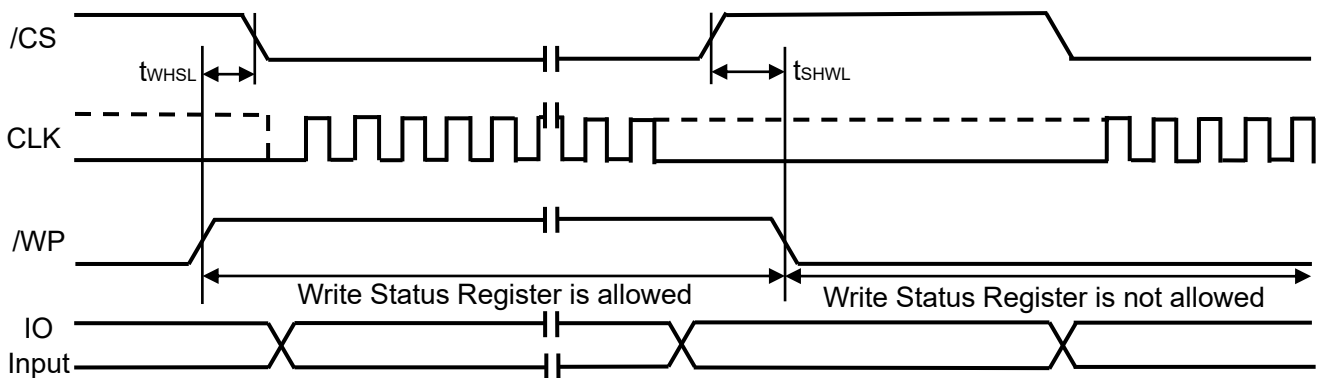 /CS
tWHSL
tSHWL
CLK
/WP
Write Status Register is allowed
Write Status Register is not allowed
IO
Input